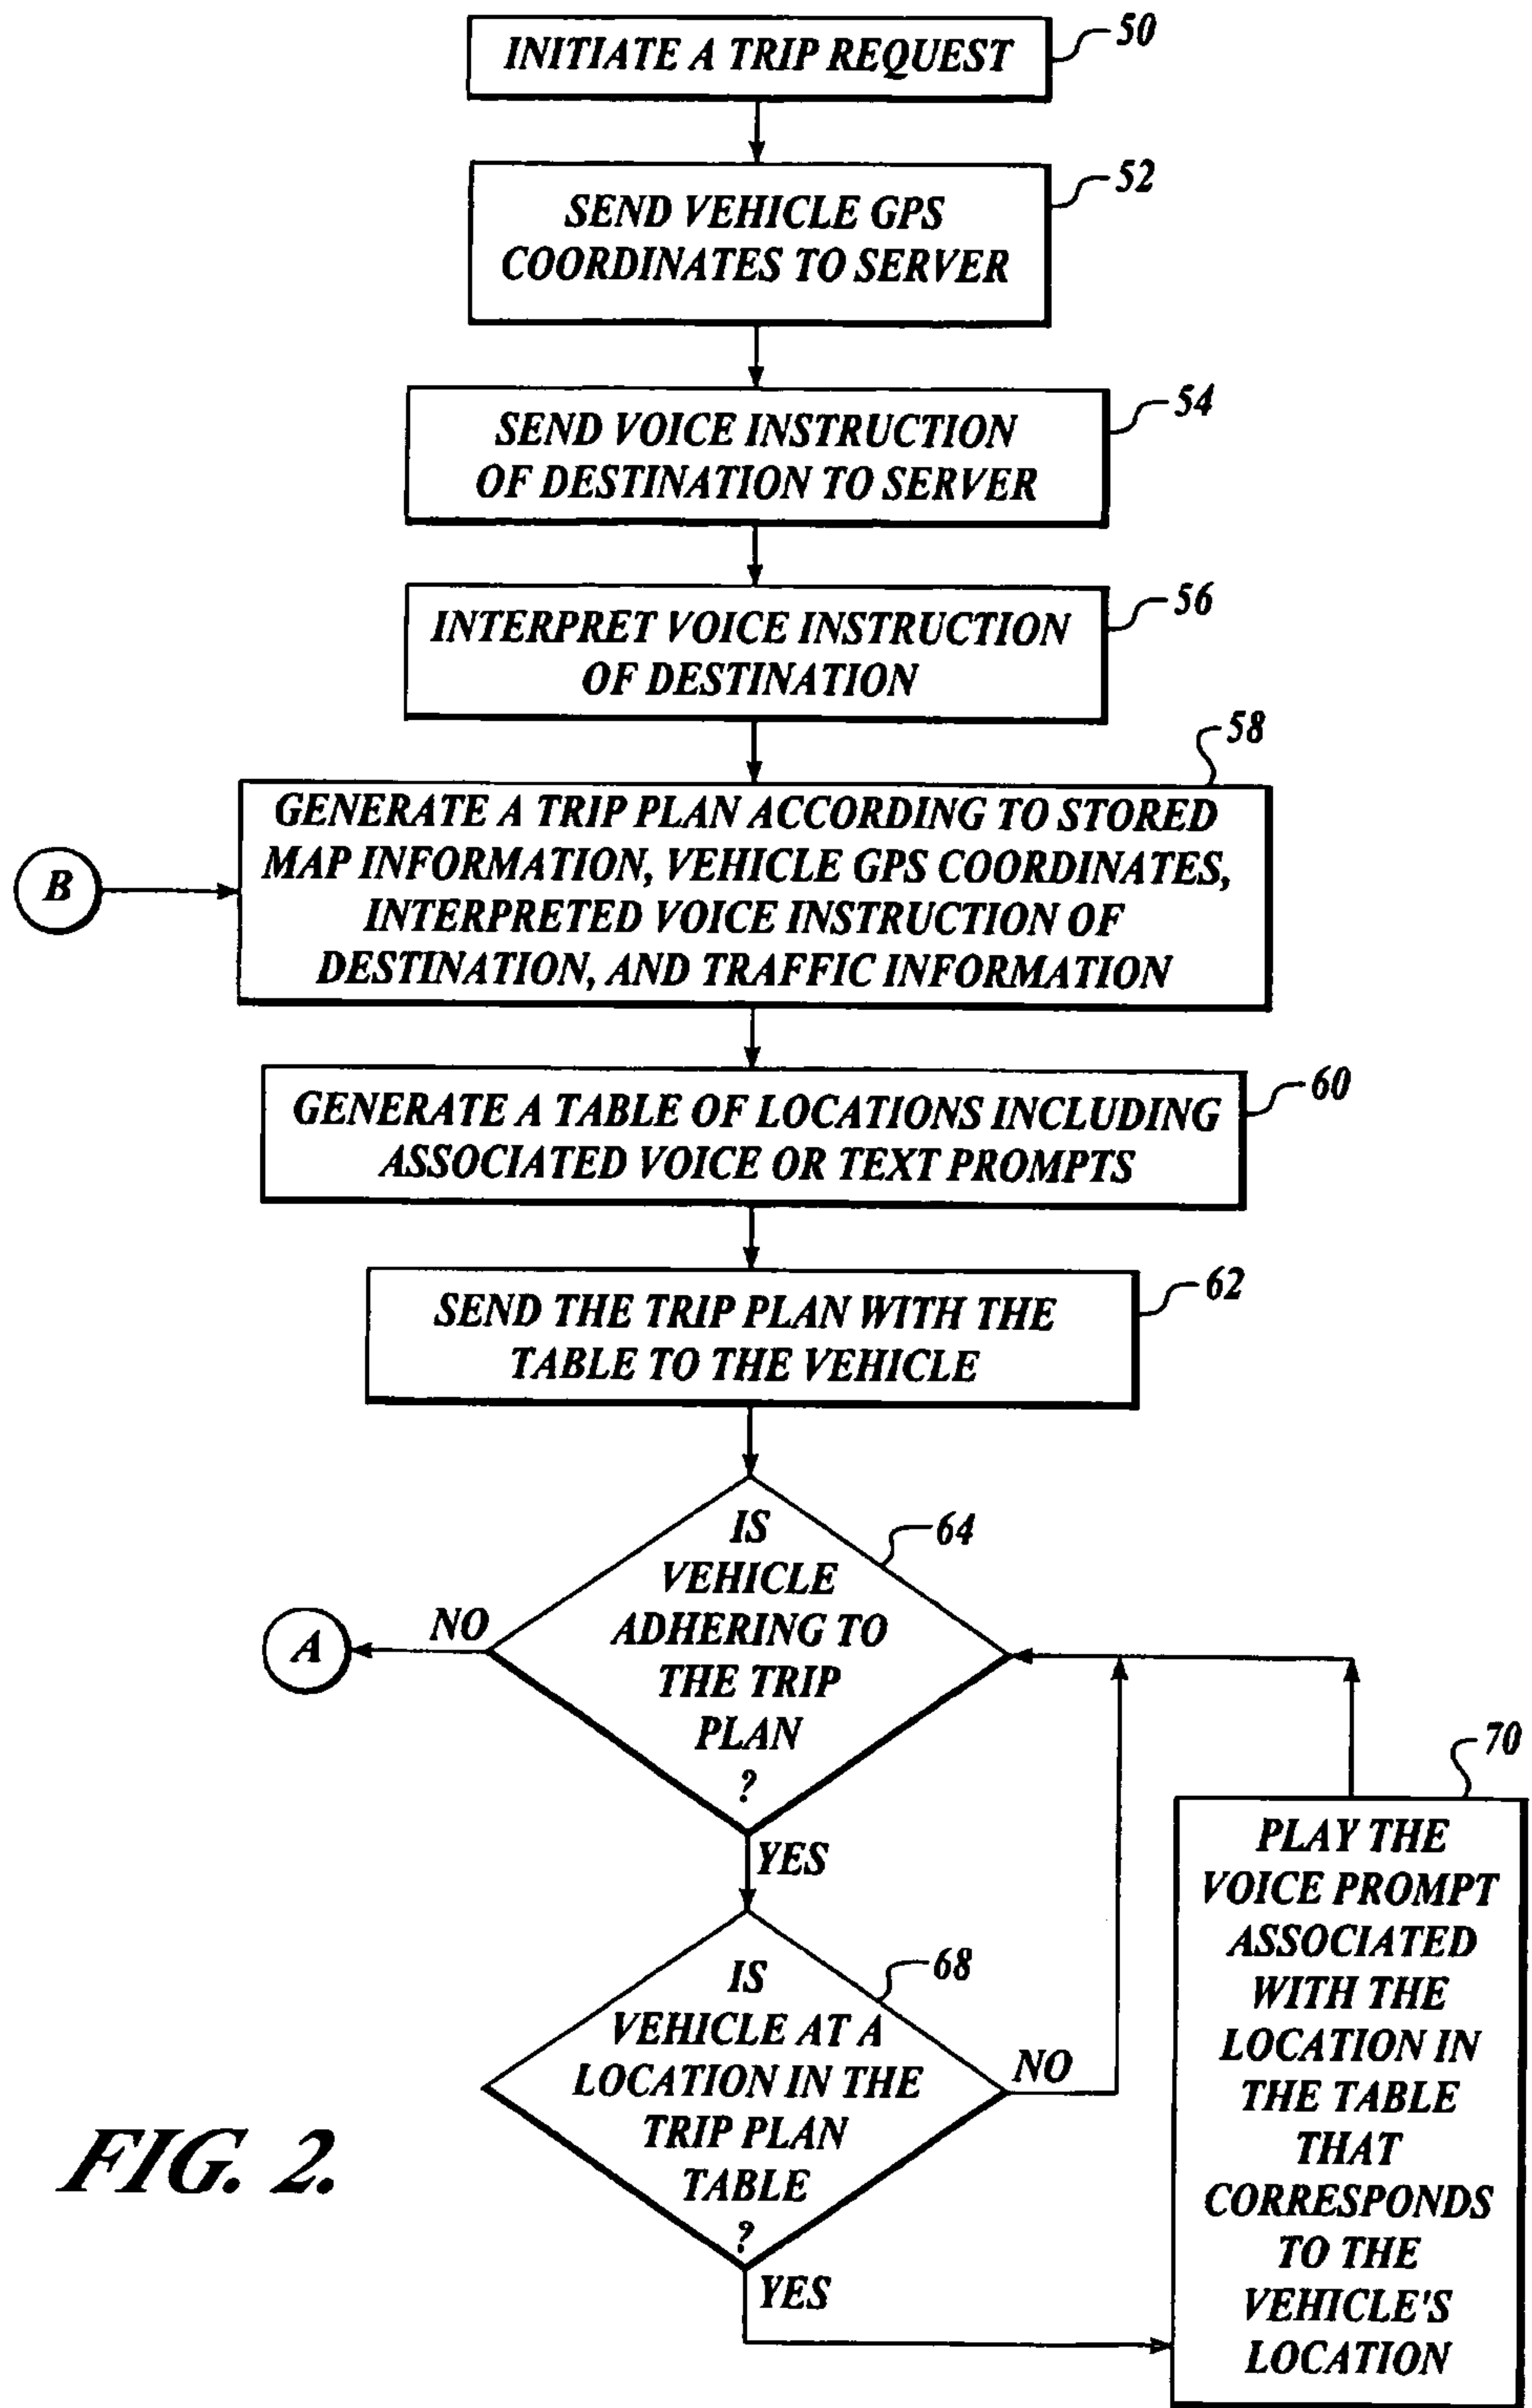 INITIATE A TRIP REQUEST
50
SEND VEHICLE GPS
COORDINATES TO SERVER
52
SEND VOICE INSTRUCTION
OF DESTINATION TO SERVER
54
INTERPRET VOICE INSTRUCTION
OF DESTINATION
56
58
GENERATE A TRIP PLAN ACCORDING TO STORED
MAP INFORMATION, VEHICLE GPS COORDINATES,
INTERPRETED VOICE INSTRUCTION OF
DESTINATION, AND TRAFFIC INFORMATION
B
GENERATE A TABLE OF LOCATIONS INCLUDING
ASSOCIATED VOICE OR TEXT PROMPTS
60
SEND THE TRIP PLAN WITH THE
TABLE TO THE VEHICLE
62
IS
VEHICLE
ADHERING TO
THE TRIP
PLAN
?
64
NO
A
YES
IS
VEHICLE AT A
LOCATION IN THE
TRIP PLAN
TABLE
?
68
NO
YES
70
PLAY THE
VOICE PROMPT
ASSOCIATED
WITH THE
LOCATION IN
THE TABLE
THAT
CORRESPONDS
TO THE
VEHICLE'S
LOCATION
FIG. 2.